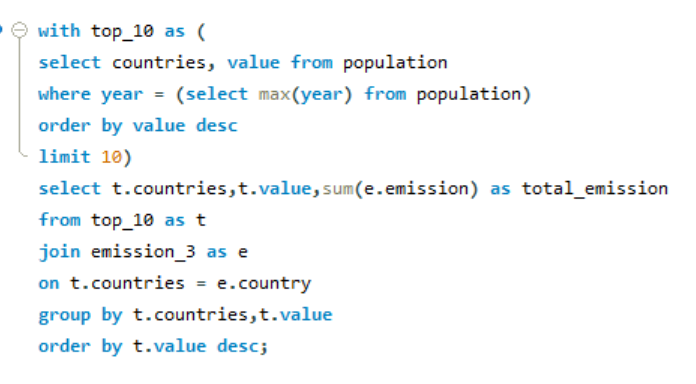 with top_10 as (
select countries, value from population
where year = (select max(year) from population)
order by value desc
limit 10)
select t.countries,t.value,sum(e.emission) as total_emission
from top_10 as t
join emission_3 as e
on t.countries = e.country
group by t.countries,t.value
order by t.value desc;